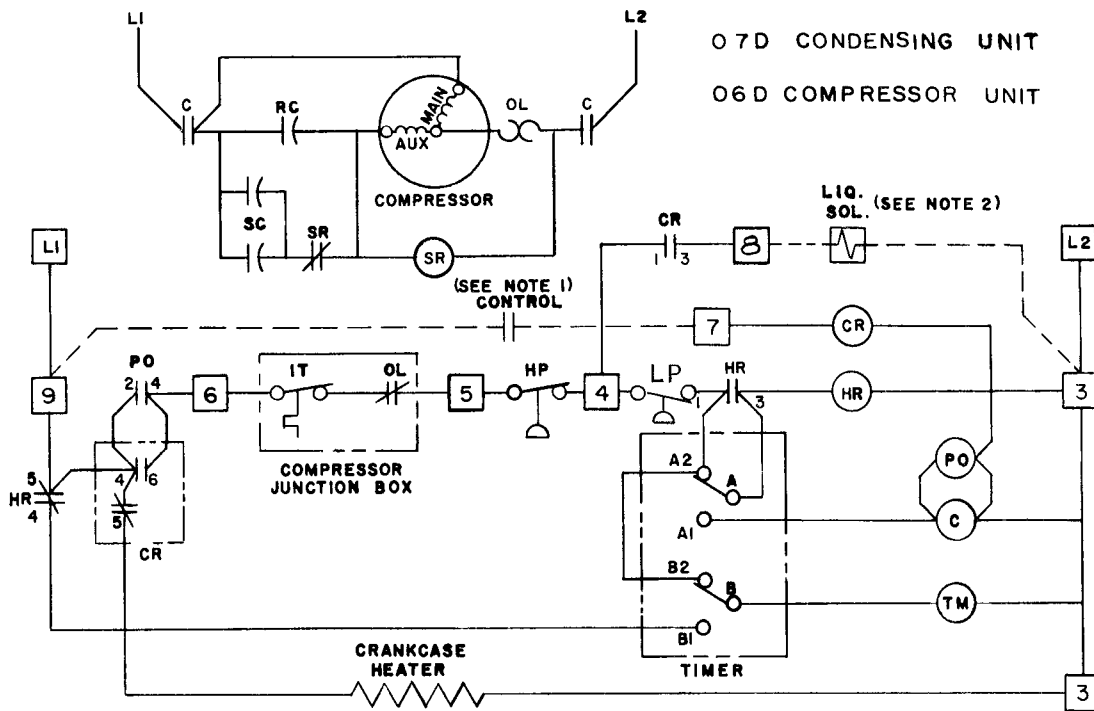 L1
L2
07D CONDENSING UNIT
06D COMPRESSOR UNIT
C
RC
MAIN
AUX
OL
C
COMPRESSOR
SC
SR
SR
CR
1 3
8
LIQ. SOL.
(SEE NOTE 2)
L1
L2
(SEE NOTE 1)
CONTROL
7
CR
PO
2 4
9
6
IT
OL
5
HP
4
LP
1
HR
3
HR
3
COMPRESSOR
JUNCTION BOX
5
HR
4
4 6
5
CR
A2
A
A1
B2
B
B1
TIMER
PO
C
TM
CRANKCASE
HEATER
3